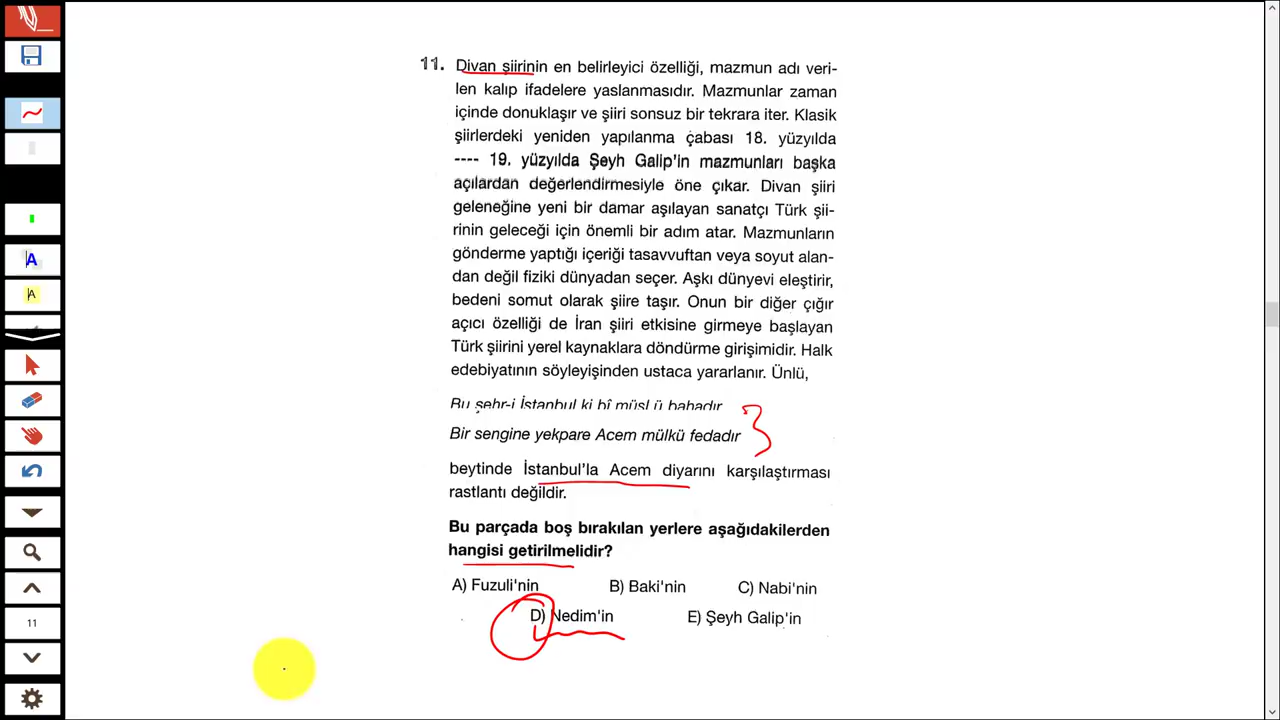 11. Divan şiirinin en belirleyici özelliği, mazmun adı veri-
len kalıp ifadelere yaslanmasıdır. Mazmunlar zaman
içinde donuklaşır ve şiiri sonsuz bir tekrara iter. Klasik
şiirlerdeki yeniden yapılanma çabası 18. yüzyılda
---- 19. yüzyılda Şeyh Galip'in mazmunları başka
açılardan değerlendirmesiyle öne çıkar. Divan şiiri
geleneğine yeni bir damar aşılayan sanatçı Türk şii-
rinin geleceği için önemli bir adım atar. Mazmunların
gönderme yaptığı içeriği tasavvuftan veya soyut alan-
dan değil fiziki dünyadan seçer. Aşkı dünyevi eleştirir,
bedeni somut olarak şiire taşır. Onun bir diğer çığır
açıcı özelliği de İran şiiri etkisine girmeye başlayan
Türk şiirini yerel kaynaklara döndürme girişimidir. Halk
edebiyatının söyleyişinden ustaca yararlanır. Ünlü,
Bu şehr-i İstanbul ki bî müsl ü bahadır
Bir sengine yekpare Acem mülkü fedadır
beytinde İstanbul'la Acem diyarını karşılaştırması
rastlantı değildir.
Bu parçada boş bırakılan yerlere aşağıdakilerden
hangisi getirilmelidir?
A) Fuzuli'nin B) Baki'nin C) Nabi'nin
D) Nedim'in E) Şeyh Galip'in
A
A
11